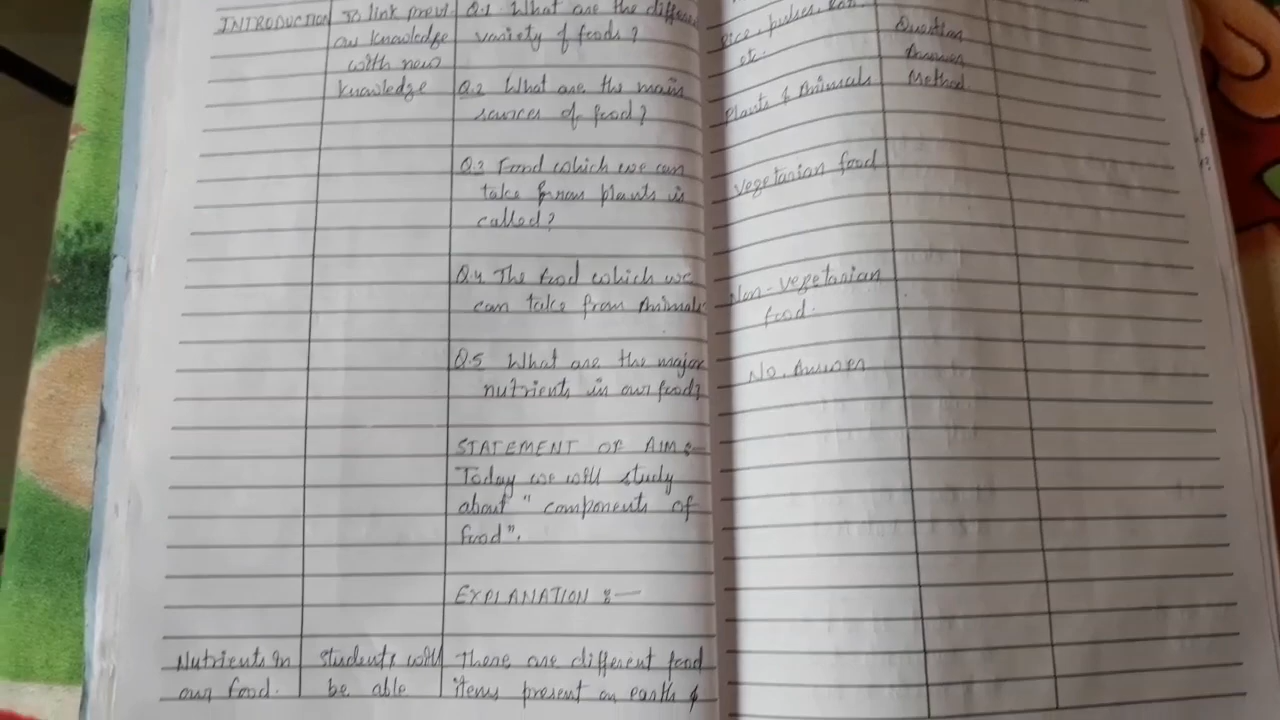 INTRODUCTION
To link previ-
ous knowledge
with new
knowledge
Q.1 What are the differe
variety of foods?
Q.2 What are the main
sources of food?
Q.3 Food which we can
take from plants is
called?
Q.4 The food which we
can take from Animals
Q.5 What are the major
nutrients in our food?
STATEMENT OF AIM :-
Today we will study
about "components of
food".
EXPLANATION :-
Nutrients in
our food.
Students will
be able
There are different food
items present on earth &
rice, pulses,
etc.
Plants & Animals
Vegetarian food
Non-vegetarian
food.
No. Answer
Question
Answer
Method